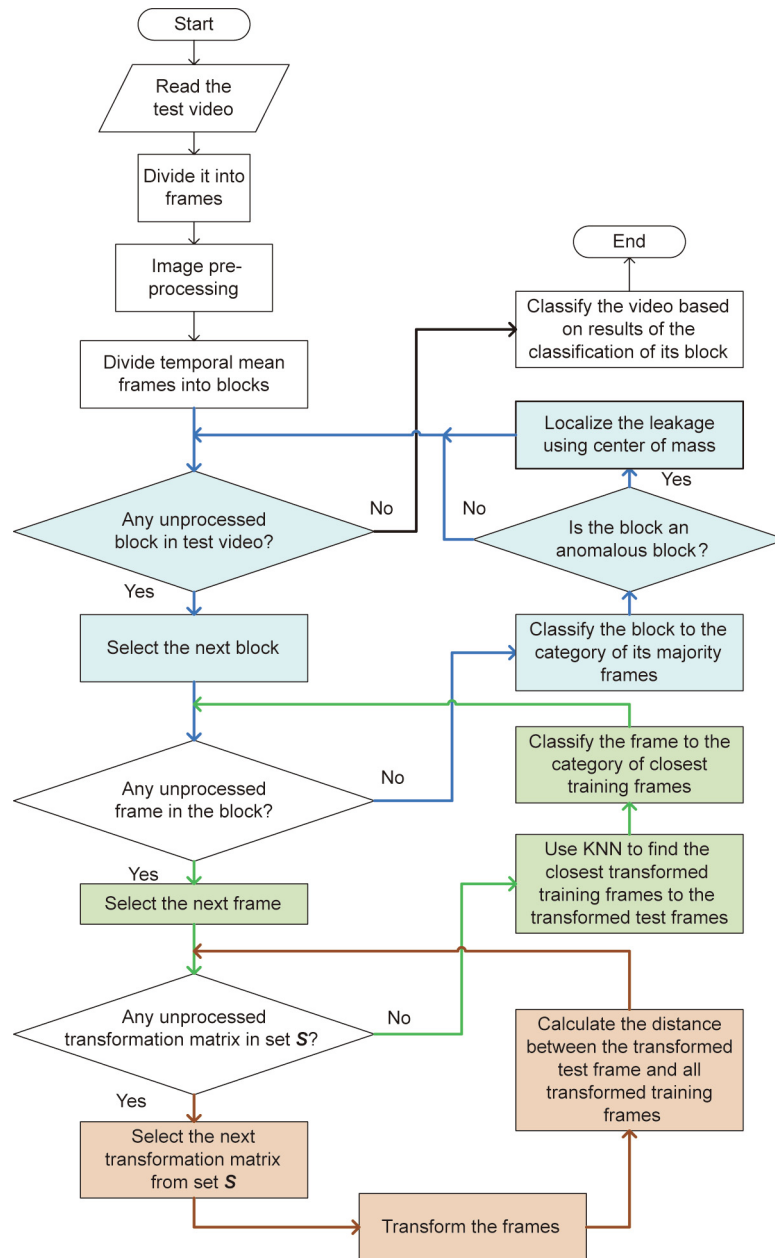 Start
Read the
test video
Divide it into
frames
Image pre-
processing
Divide temporal mean
frames into blocks
End
Classify the video based
on results of the
classification of its block
Localize the leakage
using center of mass
Yes
No
Is the block an
anomalous block?
Any unprocessed
block in test video?
No
Yes
Select the next block
Classify the block to the
category of its majority
frames
Any unprocessed
frame in the block?
No
Yes
Classify the frame to the
category of closest
training frames
Use KNN to find the
closest transformed
training frames to the
transformed test frames
Select the next frame
Any unprocessed
transformation matrix in set S?
No
Yes
Calculate the distance
between the transformed
test frame and all
transformed training
frames
Select the next
transformation matrix
from set S
Transform the frames